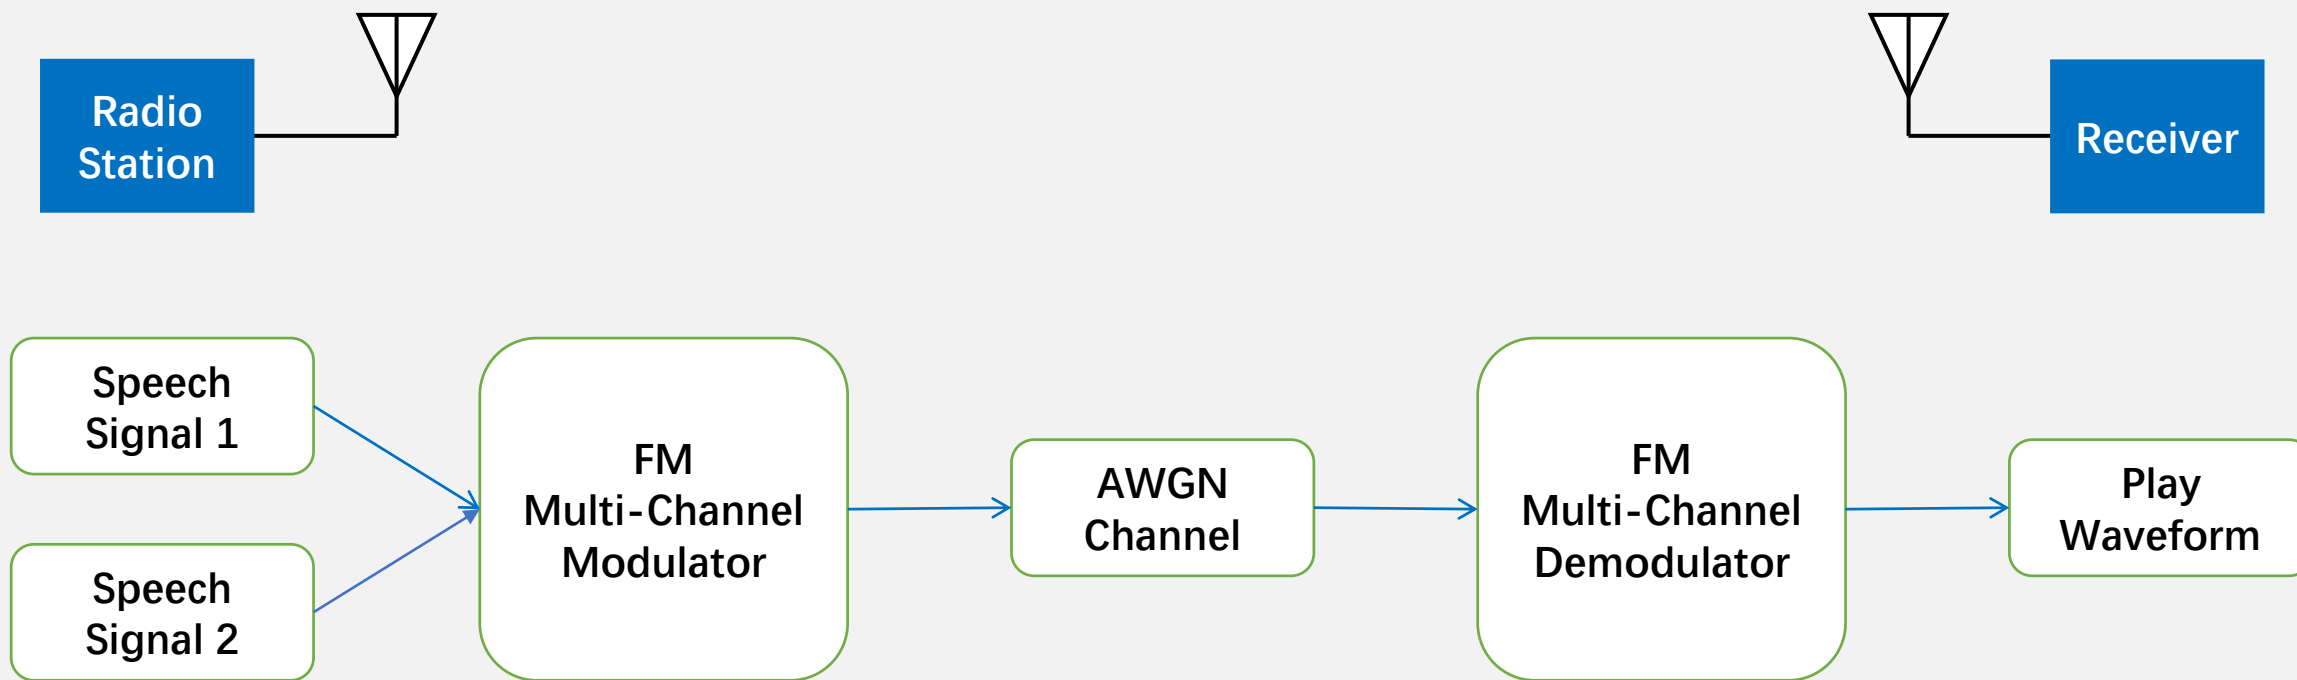 Radio
Station
Receiver
Speech
Signal 1
Speech
Signal 2
FM
Multi-Channel
Modulator
AWGN
Channel
FM
Multi-Channel
Demodulator
Play
Waveform